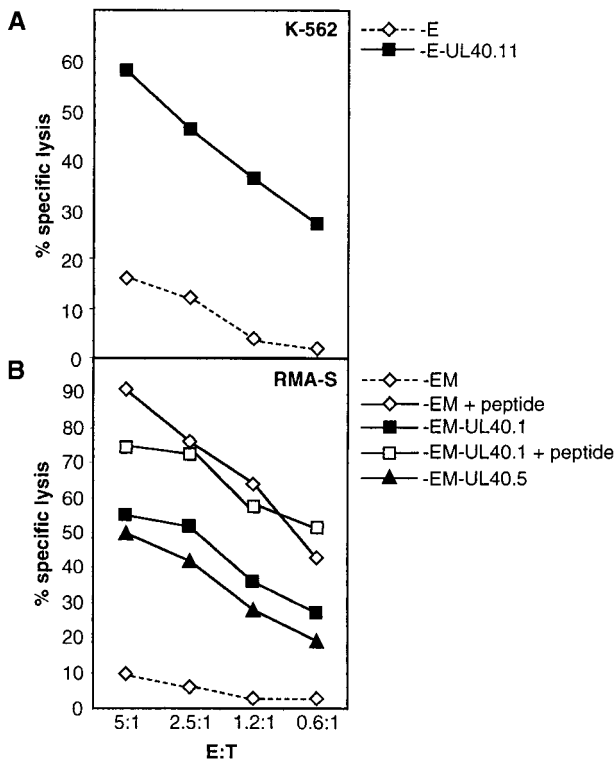 A
K-562
-E
-E-UL40.11
% specific lysis
60
50
40
30
20
10
0
B
RMA-S
-EM
-EM + peptide
-EM-UL40.1
-EM-UL40.1 + peptide
-EM-UL40.5
% specific lysis
90
80
70
60
50
40
30
20
10
0
5:1 2.5:1 1.2:1 0.6:1
E:T